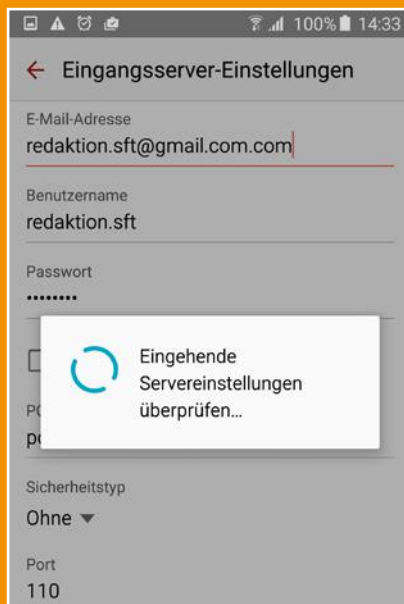 100% 14:33
Eingangsserver-Einstellungen
E-Mail-Adresse
redaktion.sft@gmail.com.com
Benutzername
redaktion.sft
Passwort
••••••••
Eingehende
Servereinstellungen
überprüfen...
Sicherheitstyp
Ohne
Port
110